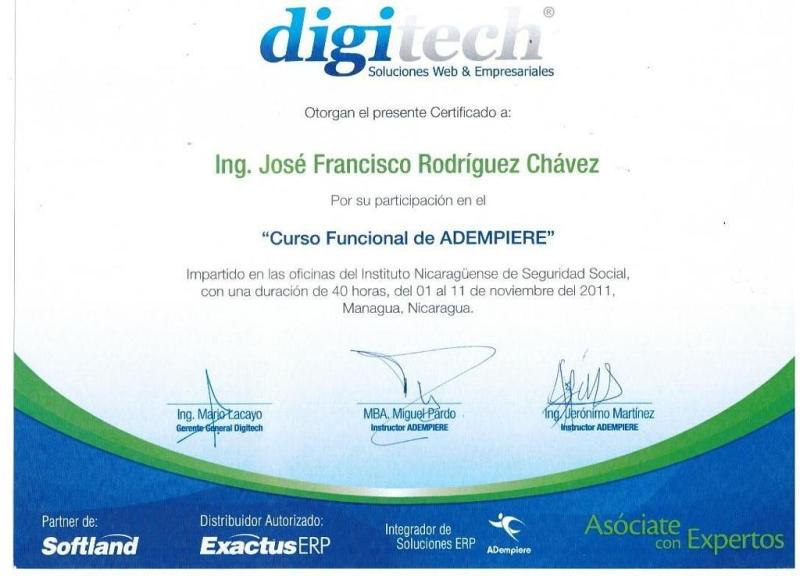 digitech®
Soluciones Web & Empresariales
Otorgan el presente Certificado a:
Ing. José Francisco Rodríguez Chávez
Por su participación en el
“Curso Funcional de ADEMPIERE”
Impartido en las oficinas del Instituto Nicaragüense de Seguridad Social,
con una duración de 40 horas, del 01 al 11 de noviembre del 2011,
Managua, Nicaragua.
Ing. Mario Lacayo
Gerente General Digitech
MBA. Miguel Pardo
Instructor ADEMPIERE
Ing. Jerónimo Martínez
Instructor ADEMPIERE
Partner de:
Softland
Distribuidor Autorizado:
Exactus ERP
Integrador de
Soluciones ERP
ADempiere
Asóciate
con Expertos